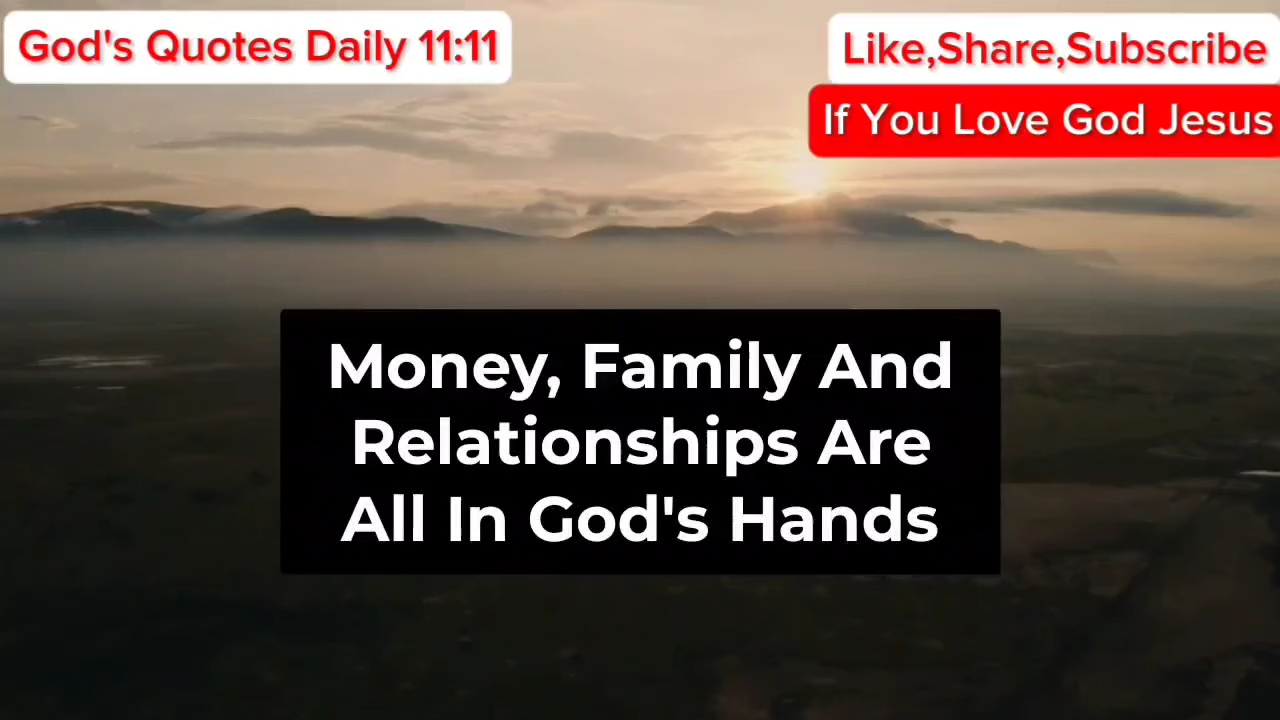 God's Quotes Daily 11:11
Like,Share,Subscribe
If You Love God Jesus
Money, Family And
Relationships Are
All In God's Hands